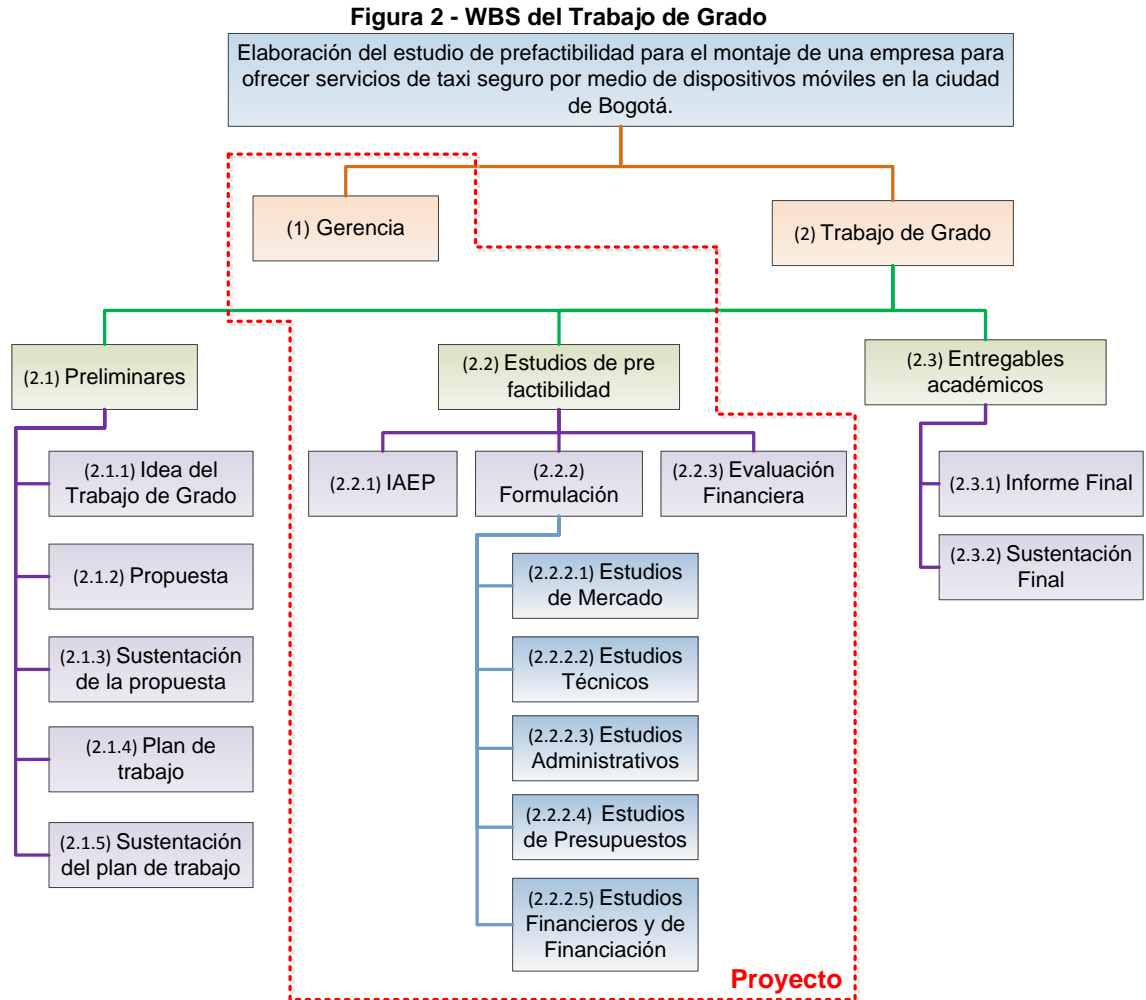 Figura 2 - WBS del Trabajo de Grado
Elaboración del estudio de prefactibilidad para el montaje de una empresa para
ofrecer servicios de taxi seguro por medio de dispositivos móviles en la ciudad
de Bogotá.
(1) Gerencia
(2) Trabajo de Grado
(2.1) Preliminares
(2.2) Estudios de pre
factibilidad
(2.3) Entregables
académicos
(2.1.1) Idea del
Trabajo de Grado
(2.1.2) Propuesta
(2.1.3) Sustentación
de la propuesta
(2.1.4) Plan de
trabajo
(2.1.5) Sustentación
del plan de trabajo
(2.2.1) IAEP
(2.2.2)
Formulación
(2.2.3) Evaluación
Financiera
(2.2.2.1) Estudios
de Mercado
(2.2.2.2) Estudios
Técnicos
(2.2.2.3) Estudios
Administrativos
(2.2.2.4) Estudios
de Presupuestos
(2.2.2.5) Estudios
Financieros y de
Financiación
(2.3.1) Informe Final
(2.3.2) Sustentación
Final
Proyecto